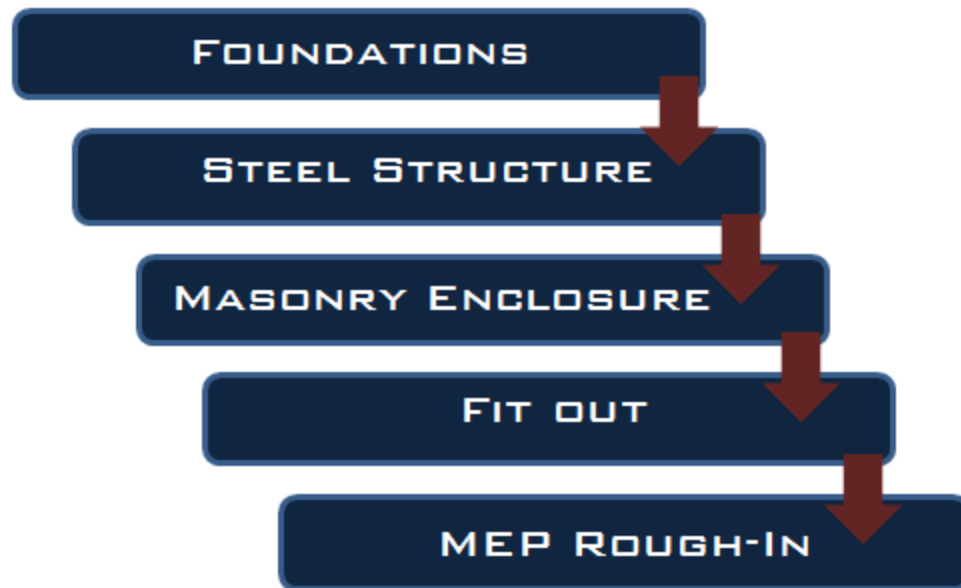 Foundations
Steel Structure
Masonry Enclosure
Fit out
MEP Rough-In